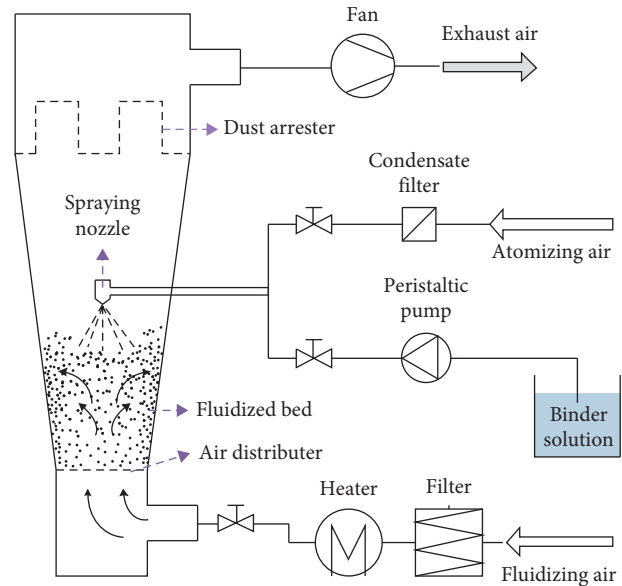 Fan
Exhaust air
Dust arrester
Condensate
filter
Spraying
nozzle
Atomizing air
Peristaltic
pump
Fluidized bed
Binder
solution
Air distributer
Heater
Filter
Fluidizing air